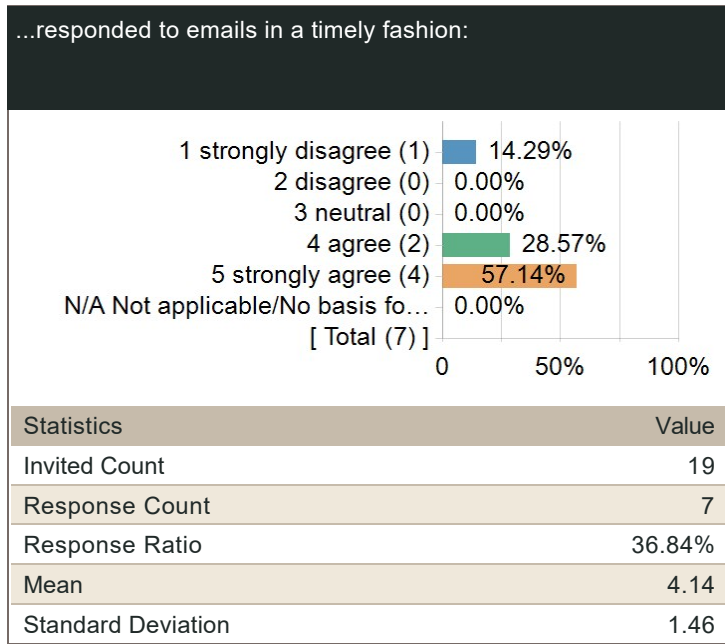 ...responded to emails in a timely fashion:
1 strongly disagree (1) 14.29%
2 disagree (0) 0.00%
3 neutral (0) 0.00%
4 agree (2) 28.57%
5 strongly agree (4) 57.14%
N/A Not applicable/No basis fo... 0.00%
[ Total (7) ]
0 50% 100%
Statistics Value
Invited Count 19
Response Count 7
Response Ratio 36.84%
Mean 4.14
Standard Deviation 1.46